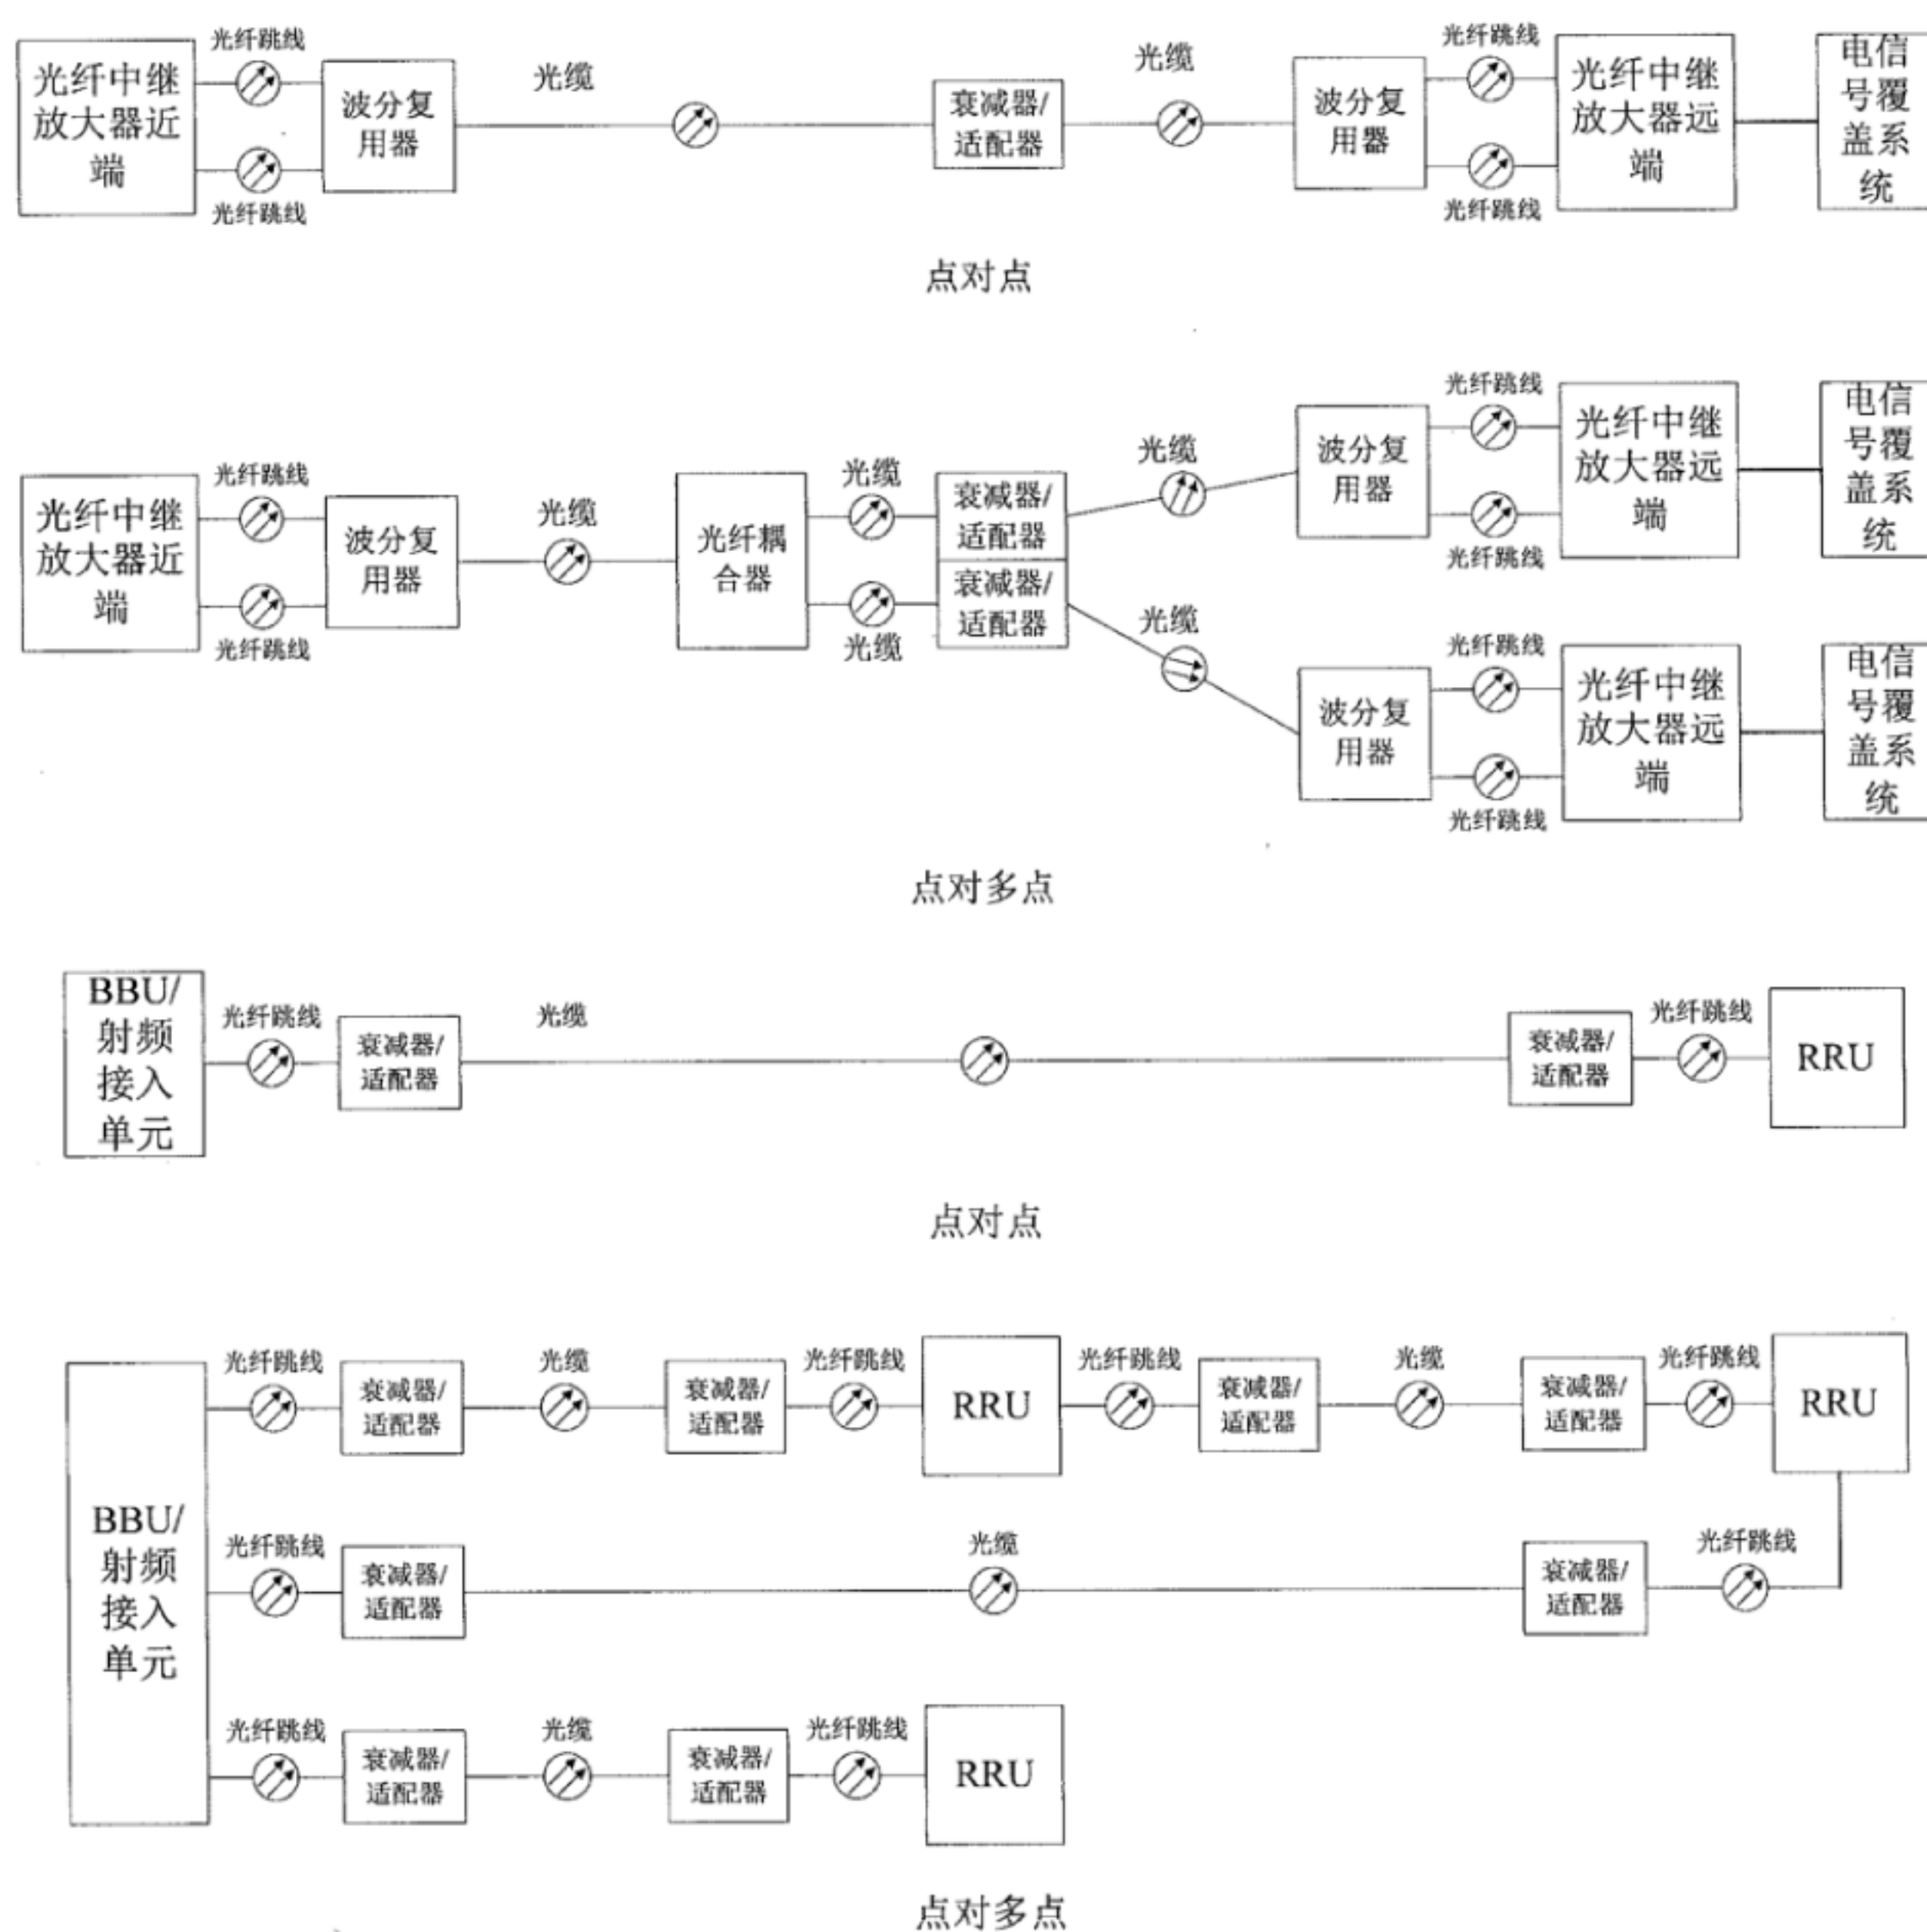 光纤跳线
光纤中继
放大器近
端
光纤跳线
波分复
用器
光缆
衰减器/
适配器
光缆
波分复
用器
光纤跳线
光纤跳线
光纤中继
放大器远
端
电信
号覆
盖系
统
点对点
光纤中继
放大器近
端
光纤跳线
光纤跳线
波分复
用器
光缆
光纤耦
合器
光缆
光缆
衰减器/
适配器
衰减器/
适配器
光缆
光缆
波分复
用器
光纤跳线
光纤跳线
光纤中继
放大器远
端
电信
号覆
盖系
统
波分复
用器
光纤跳线
光纤跳线
光纤中继
放大器远
端
电信
号覆
盖系
统
点对多点
BBU/
射频
接入
单元
光纤跳线
衰减器/
适配器
光缆
衰减器/
适配器
光纤跳线
RRU
点对点
BBU/
射频
接入
单元
光纤跳线
衰减器/
适配器
光缆
衰减器/
适配器
光纤跳线
RRU
光纤跳线
衰减器/
适配器
光缆
衰减器/
适配器
光纤跳线
RRU
光纤跳线
衰减器/
适配器
光缆
衰减器/
适配器
光纤跳线
光纤跳线
衰减器/
适配器
光缆
衰减器/
适配器
光纤跳线
RRU
点对多点